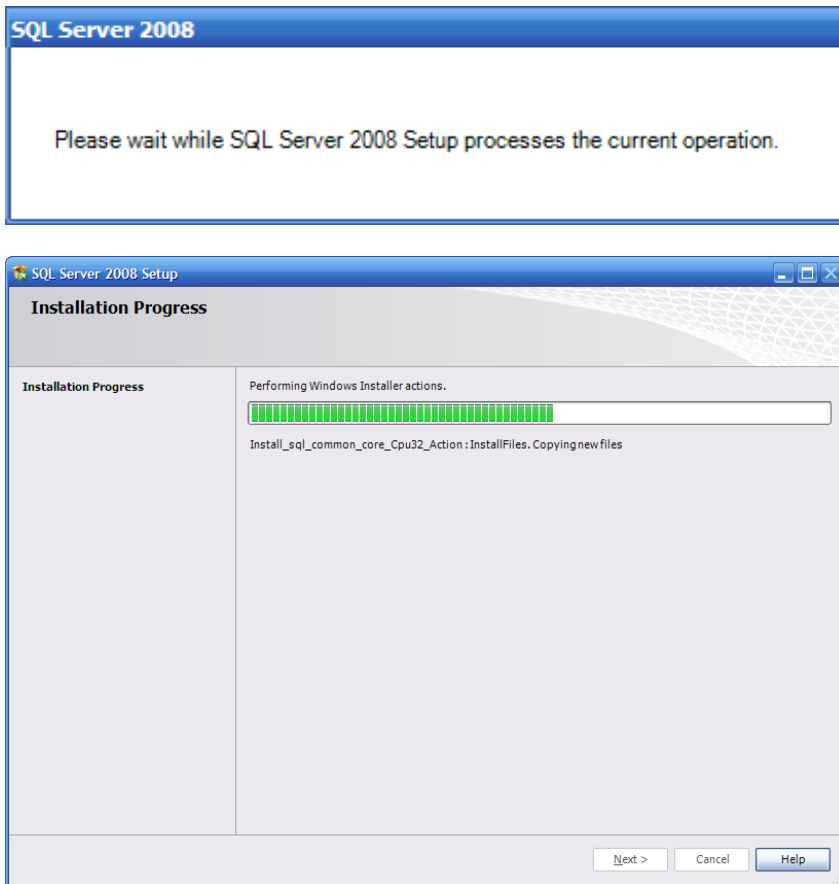 SQL Server 2008
Please wait while SQL Server 2008 Setup processes the current operation.
SQL Server 2008 Setup
Installation Progress
Installation Progress
Performing Windows Installer actions.
Install_sql_common_core_Cpu32_Action : InstallFiles. Copying new files
Next > Cancel Help